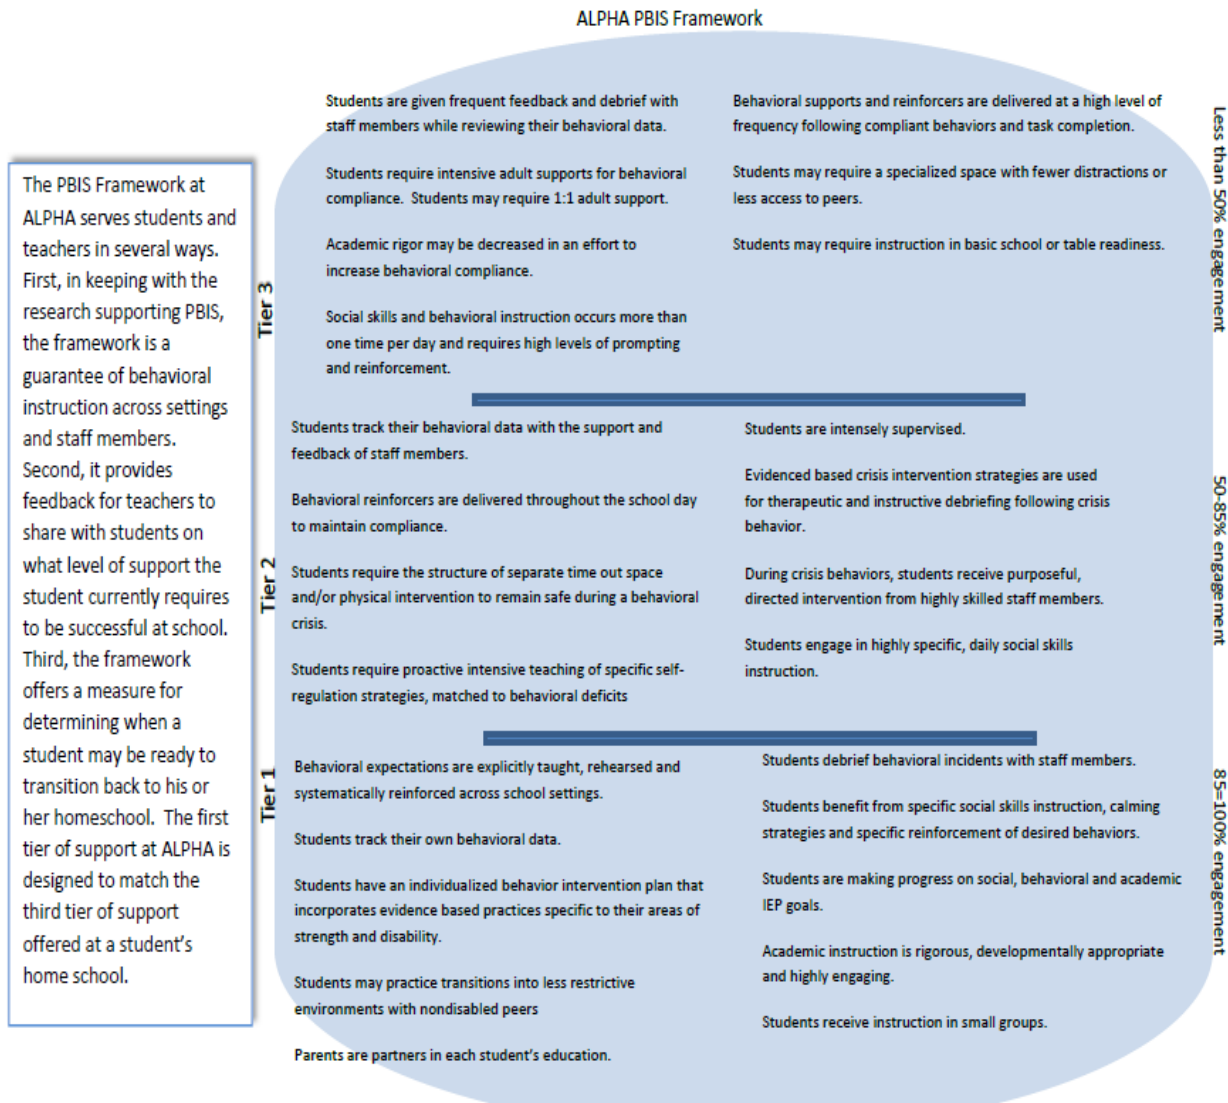 ALPHA PBIS Framework
The PBIS Framework at
ALPHA serves students and
teachers in several ways.
First, in keeping with the
research supporting PBIS,
the framework is a
guarantee of behavioral
instruction across settings
and staff members.
Second, it provides
feedback for teachers to
share with students on
what level of support the
student currently requires
to be successful at school.
Third, the framework
offers a measure for
determining when a
student may be ready to
transition back to his or
her homeschool.  The first
tier of support at ALPHA is
designed to match the
third tier of support
offered at a student's
home school.
Tier 3
Students are given frequent feedback and debrief with
staff members while reviewing their behavioral data.
Students require intensive adult supports for behavioral
compliance.  Students may require 1:1 adult support.
Academic rigor may be decreased in an effort to
increase behavioral compliance.
Social skills and behavioral instruction occurs more than
one time per day and requires high levels of prompting
and reinforcement.
Behavioral supports and reinforcers are delivered at a high level of
frequency following compliant behaviors and task completion.
Students may require a specialized space with fewer distractions or
less access to peers.
Students may require instruction in basic school or table readiness.
Less than 50% engagement
Tier 2
Students track their behavioral data with the support and
feedback of staff members.
Behavioral reinforcers are delivered throughout the school day
to maintain compliance.
Students require the structure of separate time out space
and/or physical intervention to remain safe during a behavioral
crisis.
Students require proactive intensive teaching of specific self-
regulation strategies, matched to behavioral deficits
Students are intensely supervised.
Evidenced based crisis intervention strategies are used
for therapeutic and instructive debriefing following crisis
behavior.
During crisis behaviors, students receive purposeful,
directed intervention from highly skilled staff members.
Students engage in highly specific, daily social skills
instruction.
50-85% engagement
Tier 1
Behavioral expectations are explicitly taught, rehearsed and
systematically reinforced across school settings.
Students track their own behavioral data.
Students have an individualized behavior intervention plan that
incorporates evidence based practices specific to their areas of
strength and disability.
Students may practice transitions into less restrictive
environments with nondisabled peers
Parents are partners in each student's education.
Students debrief behavioral incidents with staff members.
Students benefit from specific social skills instruction, calming
strategies and specific reinforcement of desired behaviors.
Students are making progress on social, behavioral and academic
IEP goals.
Academic instruction is rigorous, developmentally appropriate
and highly engaging.
Students receive instruction in small groups.
85=100% engagement